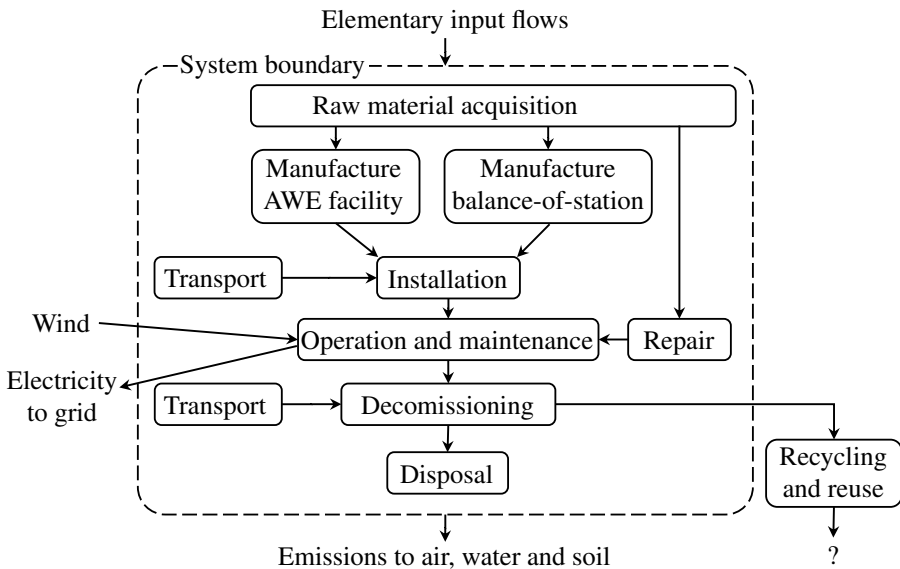 Elementary input flows
System boundary
Raw material acquisition
Manufacture
AWE facility
Manufacture
balance-of-station
Transport
Installation
Wind
Operation and maintenance
Repair
Electricity
to grid
Transport
Decomissioning
Disposal
Recycling
and reuse
Emissions to air, water and soil
?